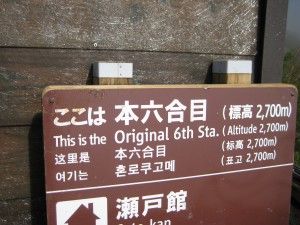 ここは 本六合目 (標高 2,700m)
This is the Original 6th Sta. (Altitude 2,700m)
这里是 本六合目 (标高 2,700m)
여기는 혼로쿠고메 (표고 2,700m)
瀬戸館